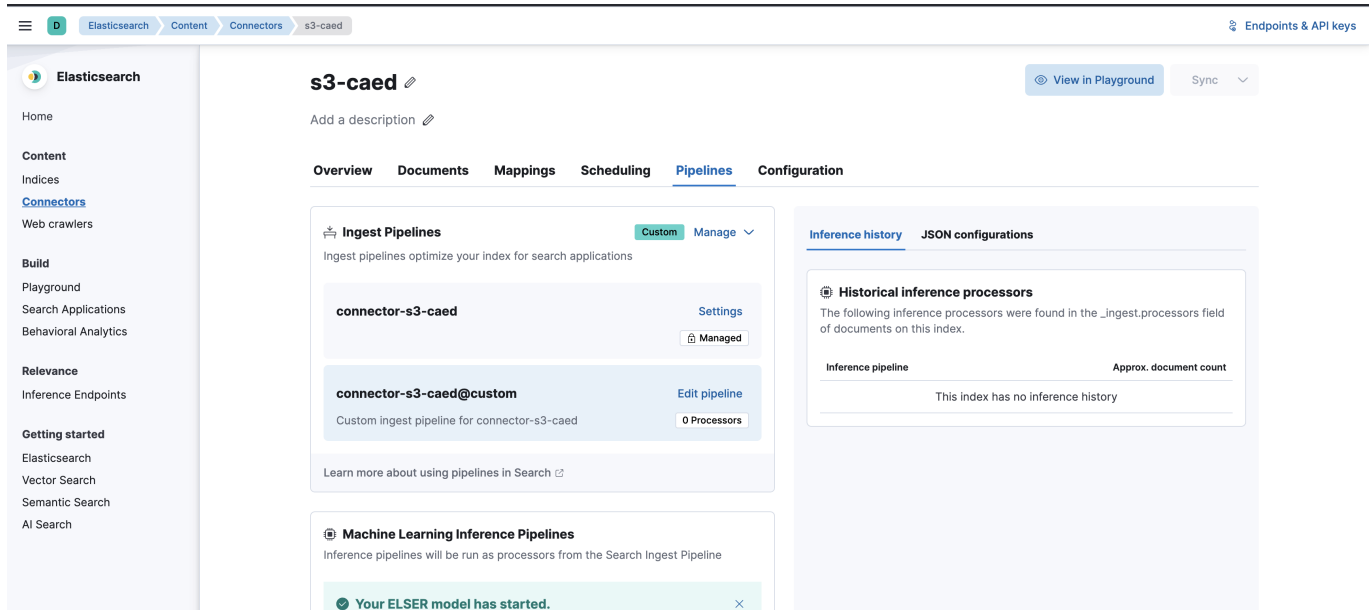 D
Elasticsearch
Content
Connectors
s3-caed
Endpoints & API keys
Elasticsearch
Home
Content
Indices
Connectors
Web crawlers
Build
Playground
Search Applications
Behavioral Analytics
Relevance
Inference Endpoints
Getting started
Elasticsearch
Vector Search
Semantic Search
AI Search
s3-caed
View in Playground
Sync
Add a description
Overview
Documents
Mappings
Scheduling
Pipelines
Configuration
Ingest Pipelines
Custom
Manage
Ingest pipelines optimize your index for search applications
connector-s3-caed
Settings
Managed
connector-s3-caed@custom
Edit pipeline
Custom ingest pipeline for connector-s3-caed
0 Processors
Learn more about using pipelines in Search
Machine Learning Inference Pipelines
Inference pipelines will be run as processors from the Search Ingest Pipeline
Your ELSER model has started.
Inference history
JSON configurations
Historical inference processors
The following inference processors were found in the _ingest.processors field
of documents on this index.
Inference pipeline
Approx. document count
This index has no inference history